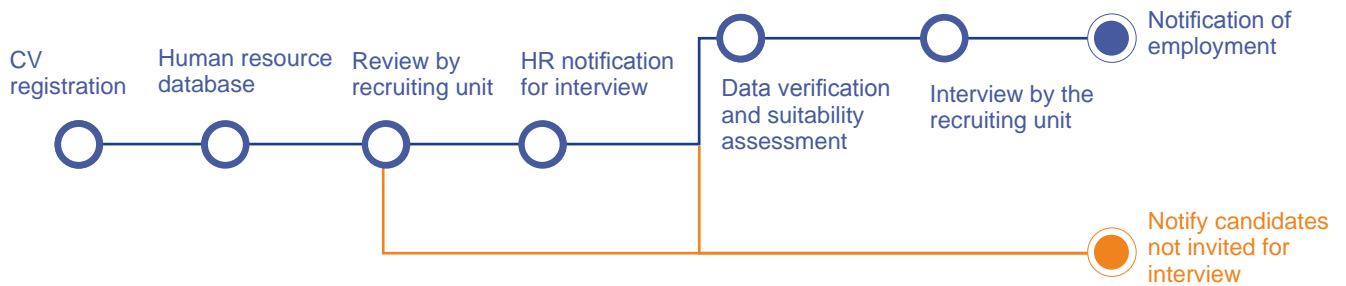 CV
registration
Human resource
database
Review by
recruiting unit
HR notification
for interview
Data verification
and suitability
assessment
Interview by the
recruiting unit
Notification of
employment
Notify candidates
not invited for
interview